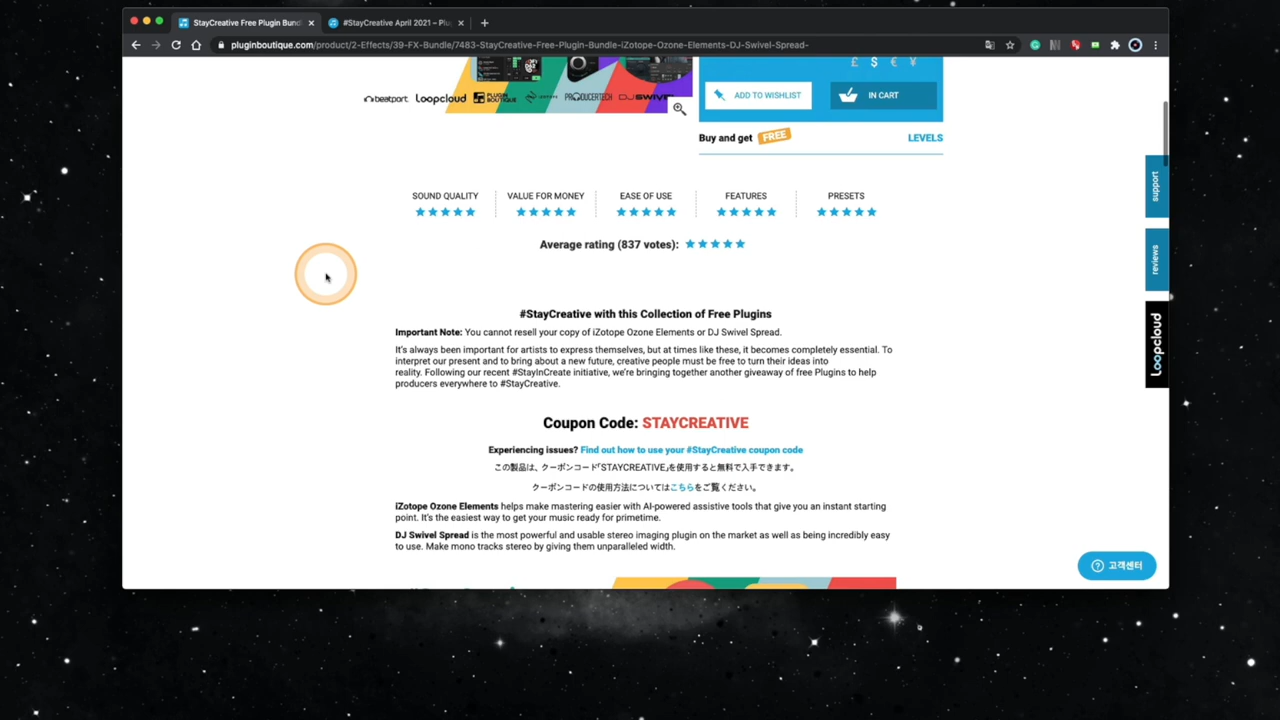 StayCreative Free Plugin Bund
#StayCreative April 2021 – Plu
pluginboutique.com/product/2-Effects/39-FX-Bundle/7483-StayCreative-Free-Plugin-Bundle-iZotope-Ozone-Elements-DJ-Swivel-Spread-
£ $ € ¥
beatport
Loopcloud
PLUGIN BOUTIQUE
PRODUCERTECH
DJ SWIVEL
ADD TO WISHLIST
IN CART
Buy and get FREE
LEVELS
SOUND QUALITY
VALUE FOR MONEY
EASE OF USE
FEATURES
PRESETS
Average rating (837 votes):
support
reviews
Loopcloud
#StayCreative with this Collection of Free Plugins
Important Note: You cannot resell your copy of iZotope Ozone Elements or DJ Swivel Spread.
It's always been important for artists to express themselves, but at times like these, it becomes completely essential. To
interpret our present and to bring about a new future, creative people must be free to turn their ideas into
reality. Following our recent #StayInCreate initiative, we're bringing together another giveaway of free Plugins to help
producers everywhere to #StayCreative.
Coupon Code: STAYCREATIVE
Experiencing issues? Find out how to use your #StayCreative coupon code
この製品は、クーポンコード「STAYCREATIVE」を使用すると無料で入手できます。
クーポンコードの使用方法についてはこちらをご覧ください。
iZotope Ozone Elements helps make mastering easier with AI-powered assistive tools that give you an instant starting
point. It's the easiest way to get your music ready for primetime.
DJ Swivel Spread is the most powerful and usable stereo imaging plugin on the market as well as being incredibly easy
to use. Make mono tracks stereo by giving them unparalleled width.
고객센터